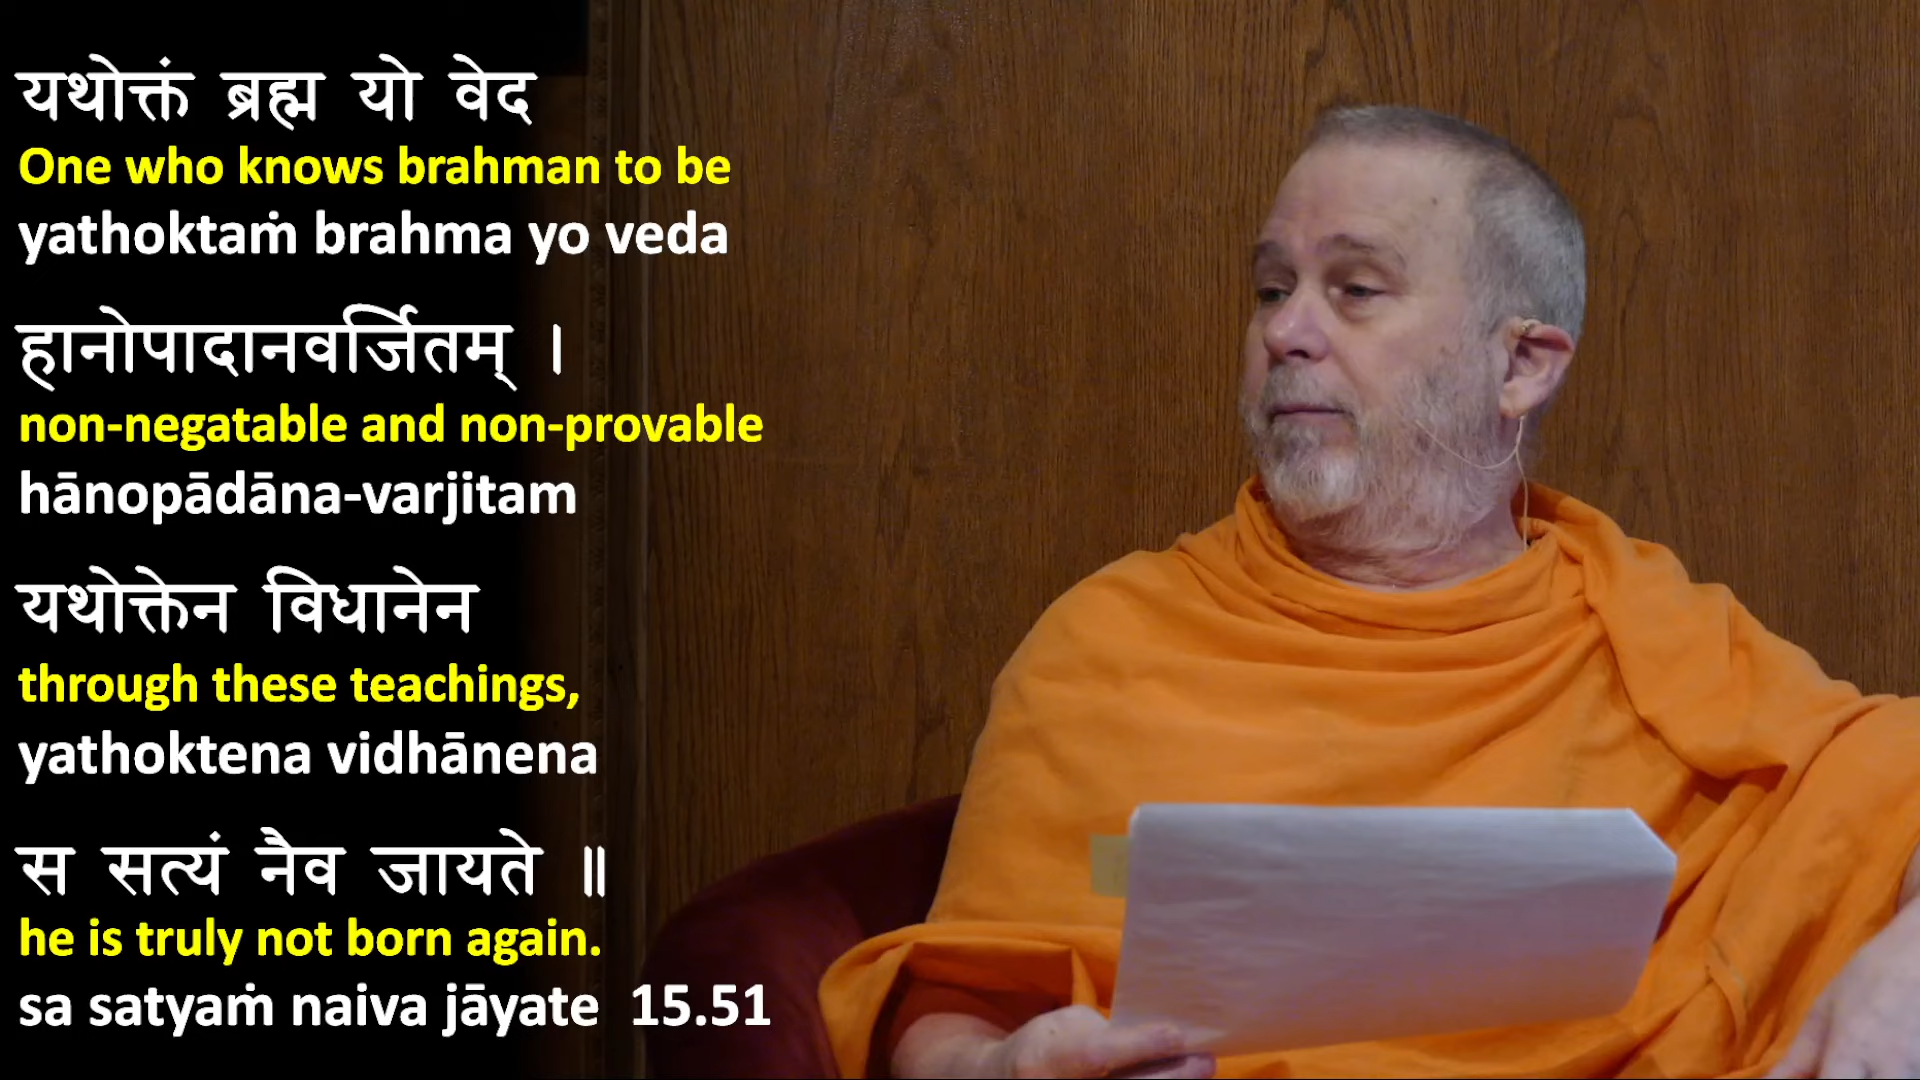 यथोक्तं ब्रह्म यो वेद
One who knows brahman to be
yathoktaṁ brahma yo veda
हानोपादानवर्जितम् ।
non-negatable and non-provable
hānopādāna-varjitam
यथोक्तेन विधानेन
through these teachings,
yathoktena vidhānena
स सत्यं नैव जायते ॥
he is truly not born again.
sa satyaṁ naiva jāyate 15.51